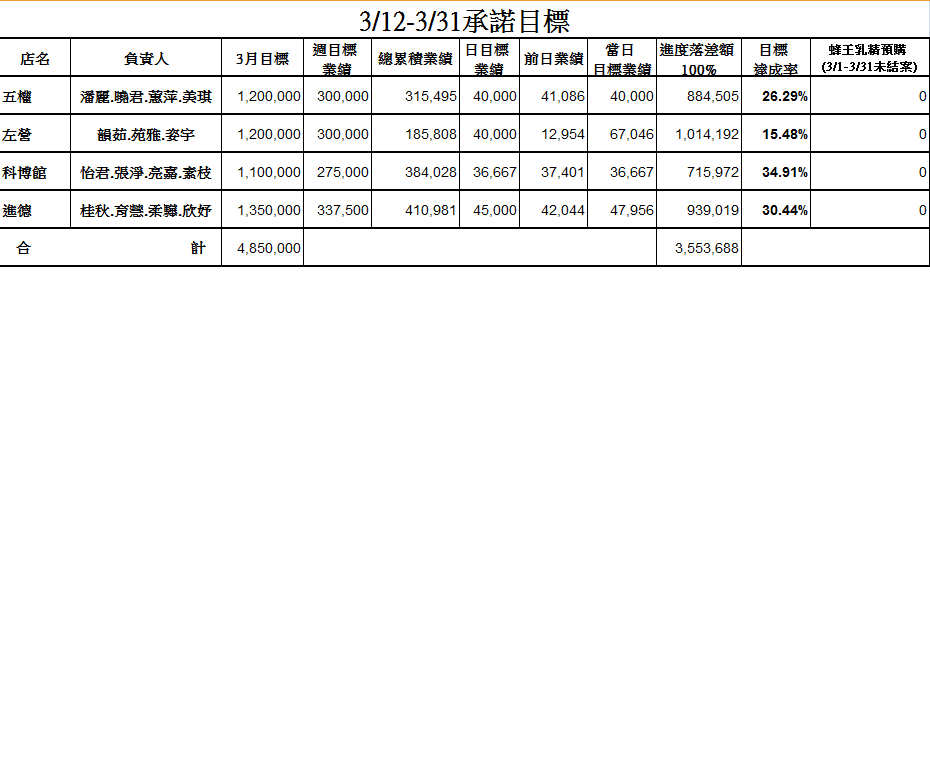 3/12-3/31承諾目標
店名 負責人 3月目標 週目標業績 總累積業績 日目標業績 前日業績 當日目標業績 進度落差額100% 目標達成率 蜂王乳精預購(3/1-3/31未結案)
五權 潘麗.曉君.蕙萍.美琪 1,200,000 300,000 315,495 40,000 41,086 40,000 884,505 26.29% 0
左營 韻茹.苑雅.姿宇 1,200,000 300,000 185,808 40,000 12,954 67,046 1,014,192 15.48% 0
科博館 怡君.張淨.亮嘉.素枝 1,100,000 275,000 384,028 36,667 37,401 36,667 715,972 34.91% 0
進德 桂秋.育慧.柔驊.欣妤 1,350,000 337,500 410,981 45,000 42,044 47,956 939,019 30.44% 0
合 計 4,850,000 3,553,688